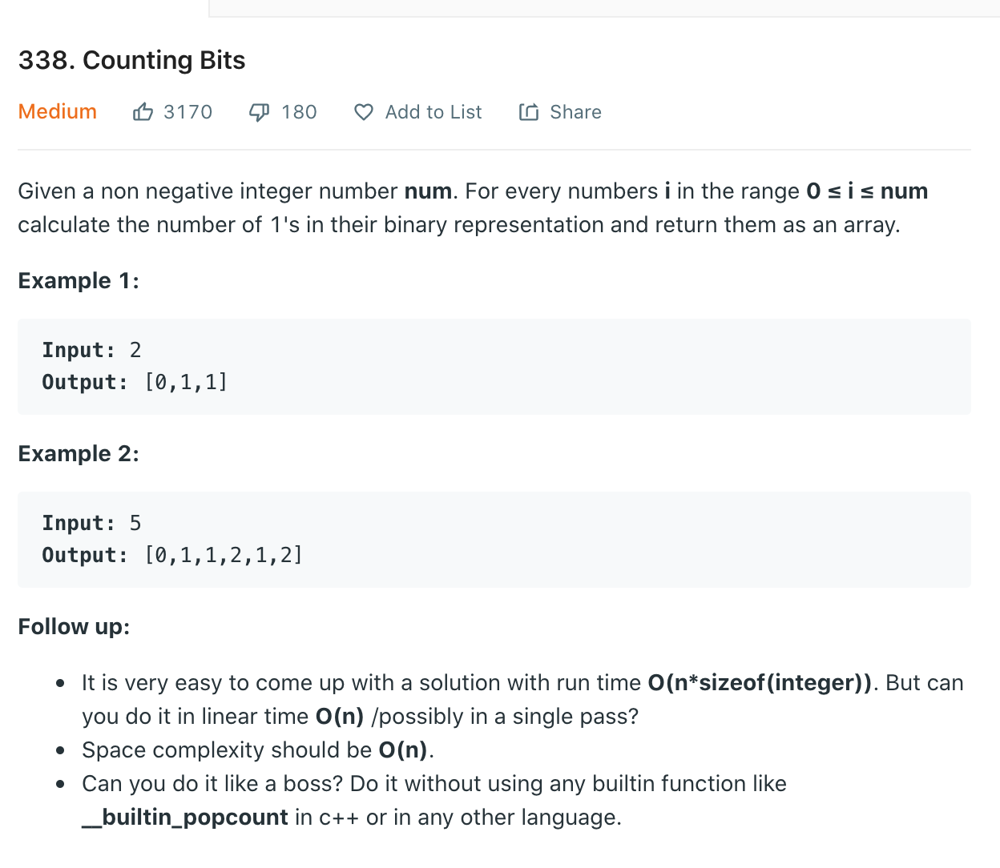 338. Counting Bits
Medium 3170 180 Add to List Share
Given a non negative integer number num. For every numbers i in the range 0 ≤ i ≤ num
calculate the number of 1's in their binary representation and return them as an array.
Example 1:
Input: 2
Output: [0,1,1]
Example 2:
Input: 5
Output: [0,1,1,2,1,2]
Follow up:
• It is very easy to come up with a solution with run time O(n*sizeof(integer)). But can
you do it in linear time O(n) /possibly in a single pass?
• Space complexity should be O(n).
• Can you do it like a boss? Do it without using any builtin function like
__builtin_popcount in c++ or in any other language.